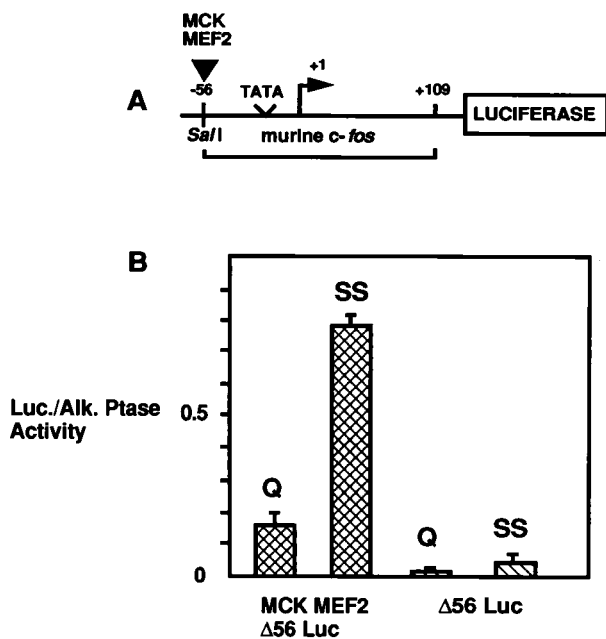 MCK
MEF2
A
-56
TATA
+1
+109
SalI
murine c-fos
LUCIFERASE
B
Luc./Alk. Ptase
Activity
0.5
0
Q
SS
Q
SS
MCK MEF2
Δ56 Luc
Δ56 Luc